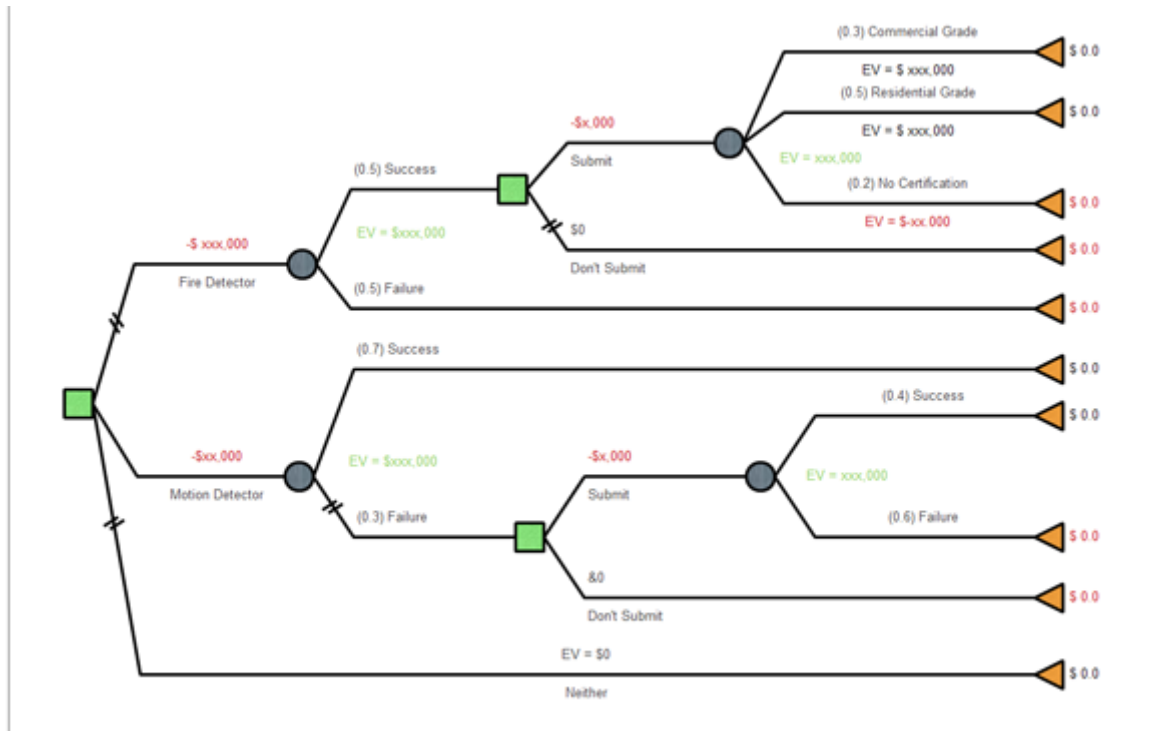 (0.3) Commercial Grade
$ 0.0
EV = $ xxx,000
(0.5) Residential Grade
$ 0.0
EV = $ xxx,000
-$x,000
Submit
EV = xxx,000
(0.2) No Certification
$ 0.0
EV = $-xx.000
(0.5) Success
EV = $xxx,000
$0
Don't Submit
$ 0.0
-$ xxx,000
Fire Detector
(0.5) Failure
$ 0.0
(0.7) Success
$ 0.0
(0.4) Success
$ 0.0
-$xx,000
Motion Detector
EV = $xxx,000
-$x,000
Submit
EV = xxx,000
(0.3) Failure
(0.6) Failure
$ 0.0
&0
Don't Submit
$ 0.0
EV = $0
Neither
$ 0.0